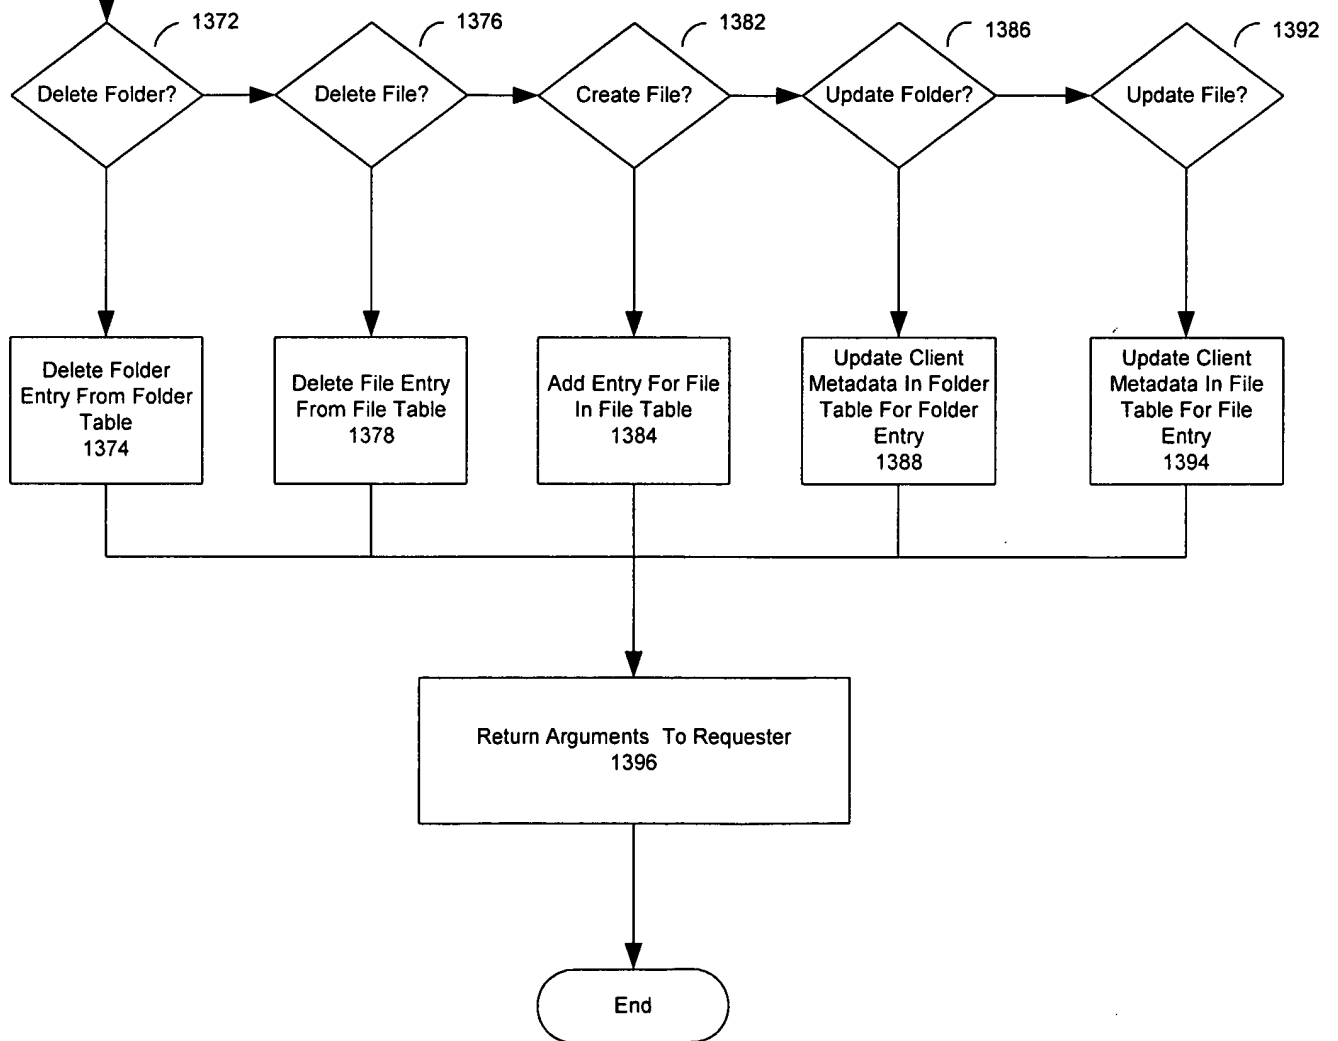 1372
1376
1382
1386
1392
Delete Folder?
Delete File?
Create File?
Update Folder?
Update File?
Delete Folder
Entry From Folder
Table
1374
Delete File Entry
From File Table
1378
Add Entry For File
In File Table
1384
Update Client
Metadata In Folder
Table For Folder
Entry
1388
Update Client
Metadata In File
Table For File
Entry
1394
Return Arguments To Requester
1396
End